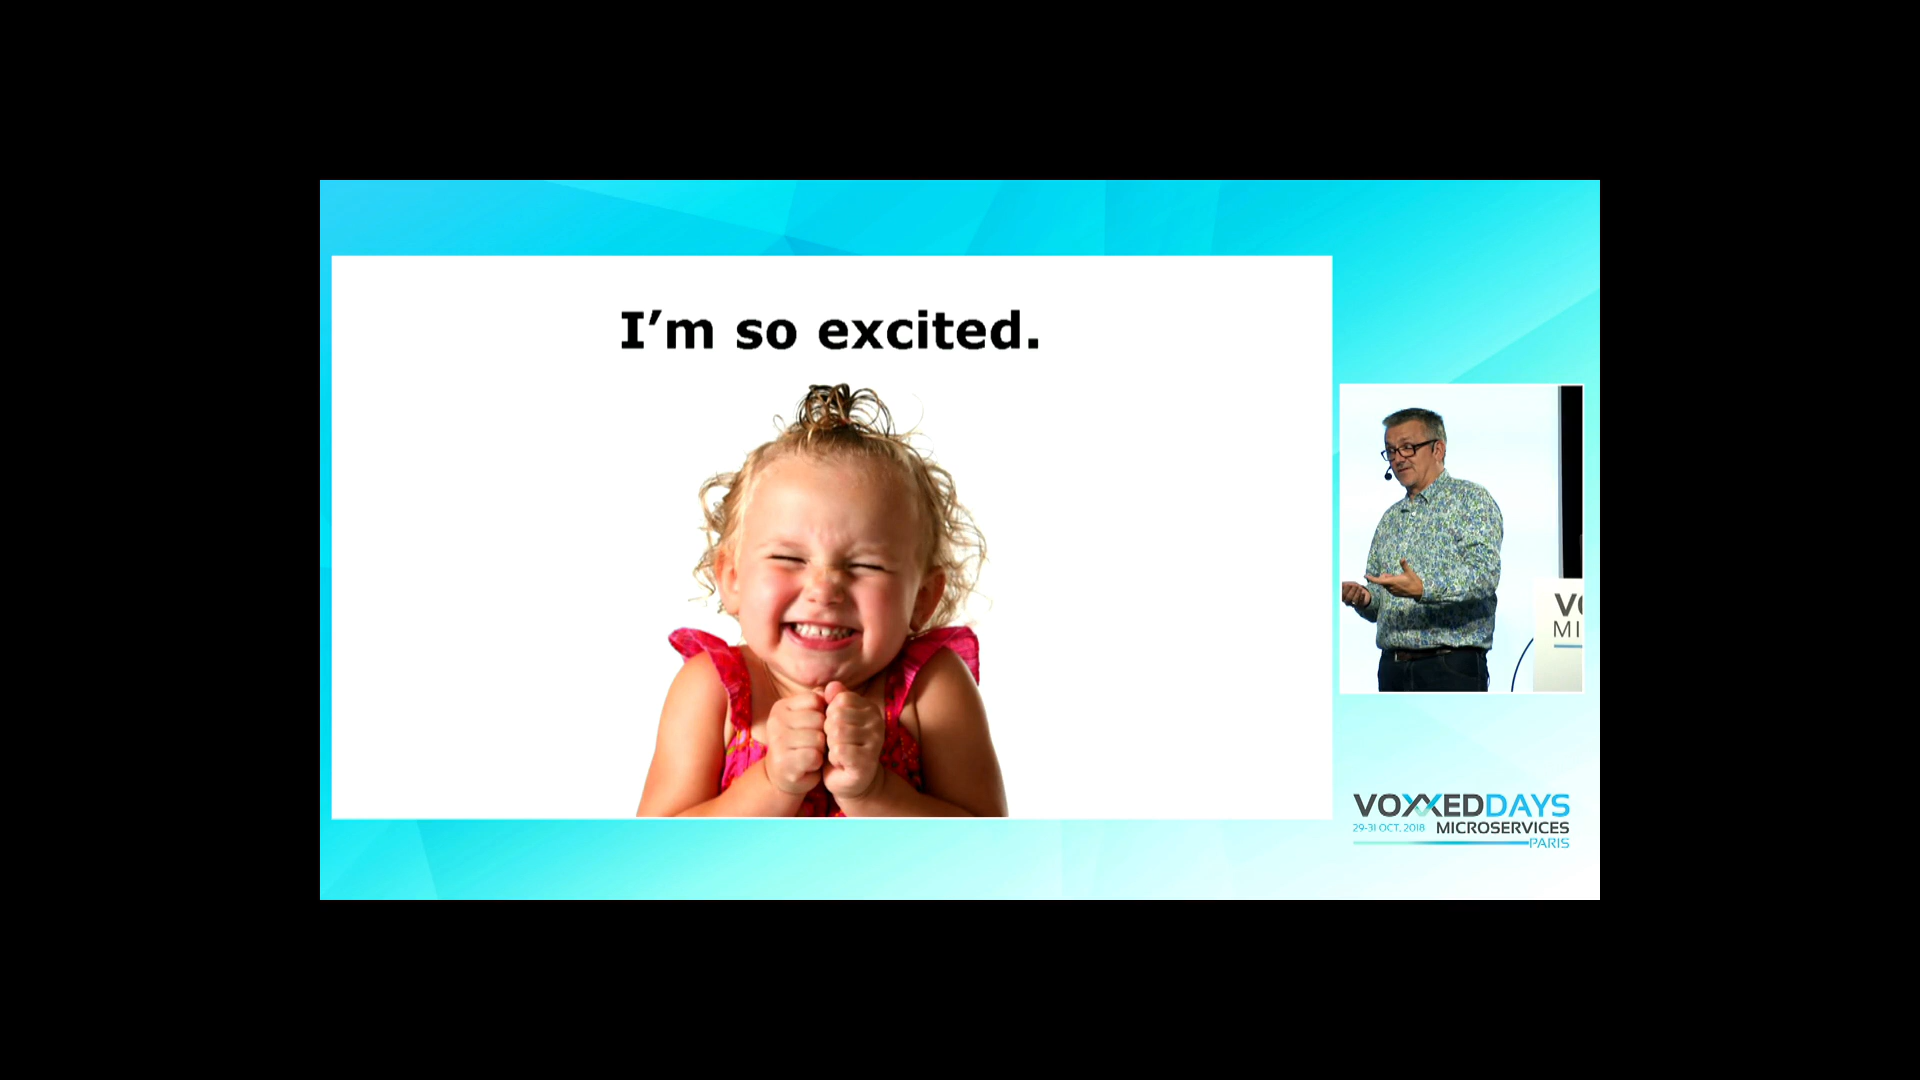 I'm so excited.
VOXXEDDAYS
29-31 OCT. 2018 MICROSERVICES
PARIS